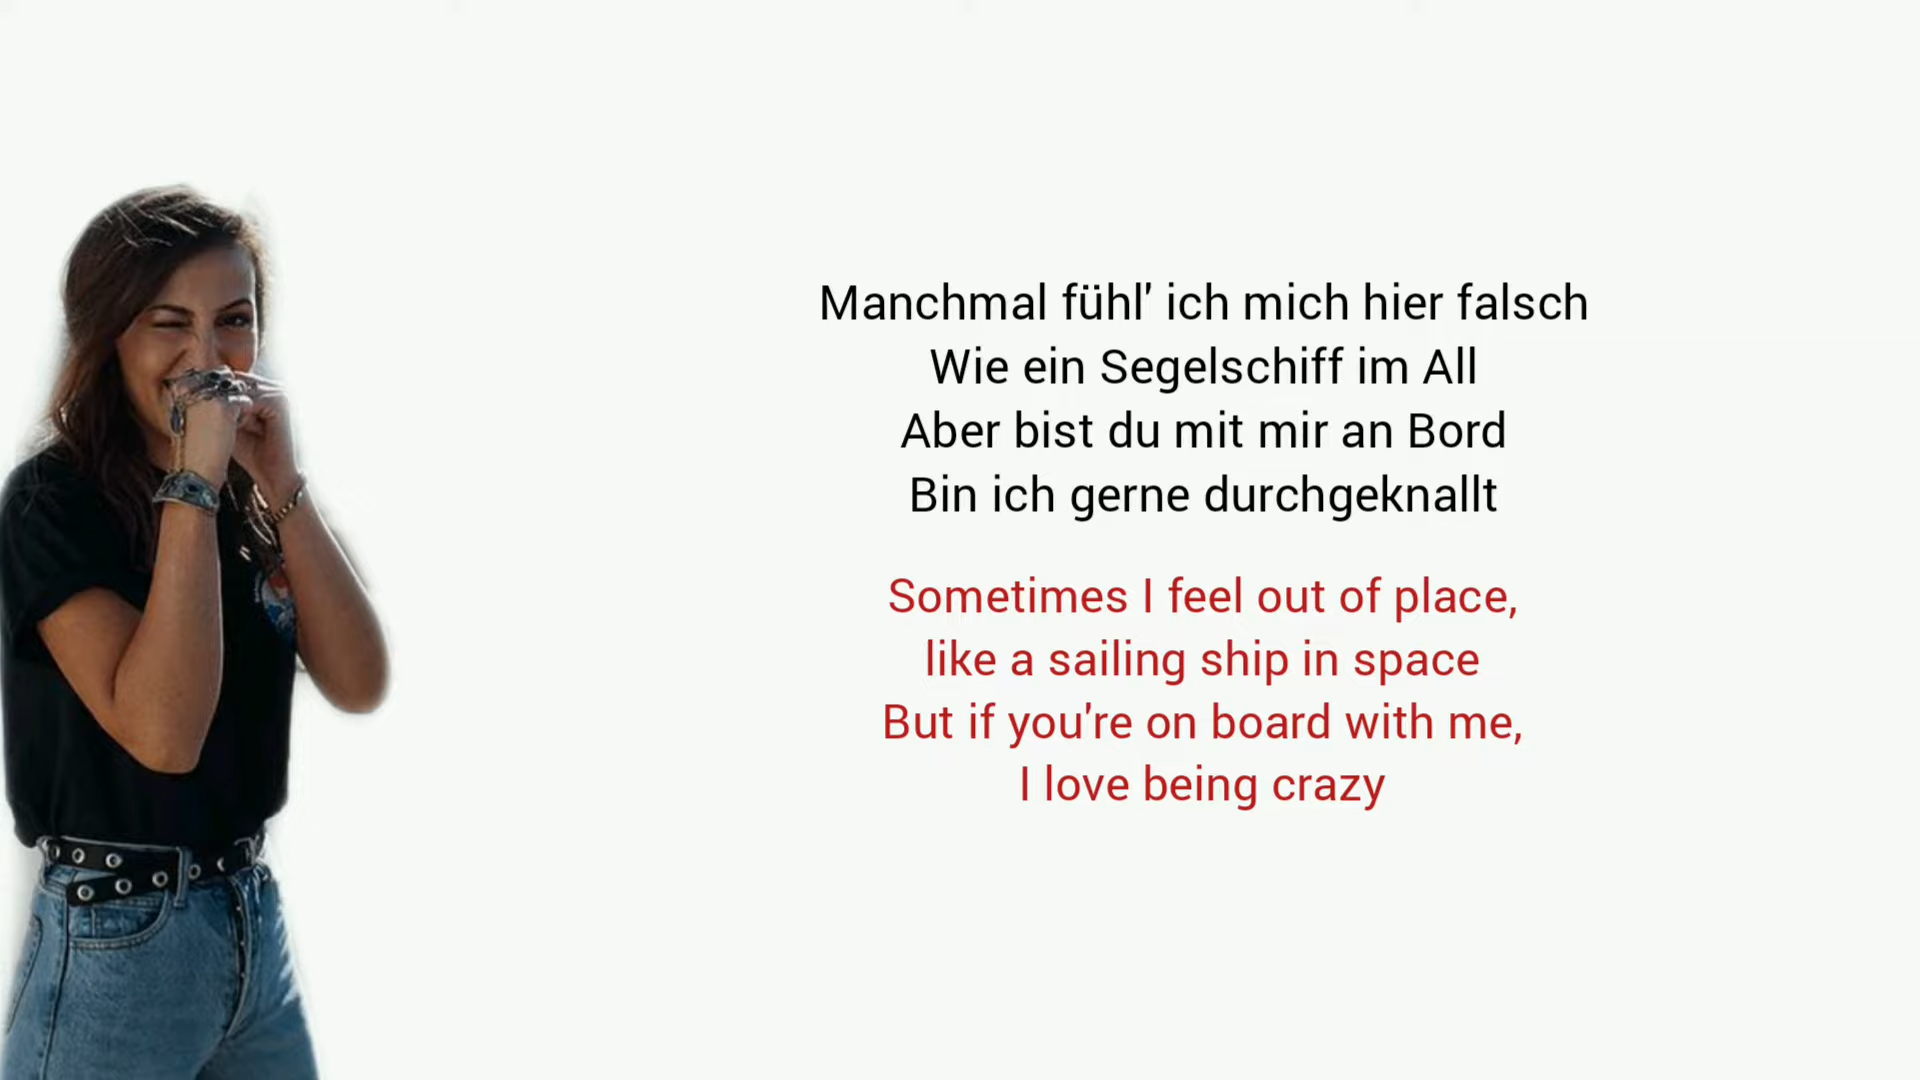 Manchmal fühl' ich mich hier falsch
Wie ein Segelschiff im All
Aber bist du mit mir an Bord
Bin ich gerne durchgeknallt
Sometimes I feel out of place,
like a sailing ship in space
But if you're on board with me,
I love being crazy